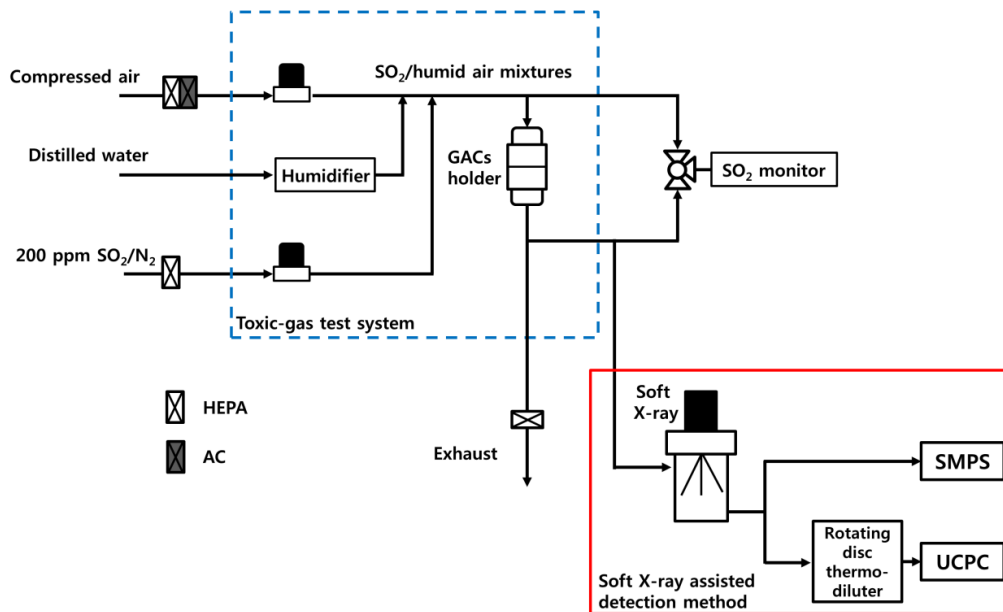 Compressed air
SO₂/humid air mixtures
Distilled water
Humidifier
GACs
holder
SO₂ monitor
200 ppm SO₂/N₂
Toxic-gas test system
HEPA
AC
Exhaust
Soft
X-ray
SMPS
Rotating
disc
thermo-
diluter
UCPC
Soft X-ray assisted
detection method